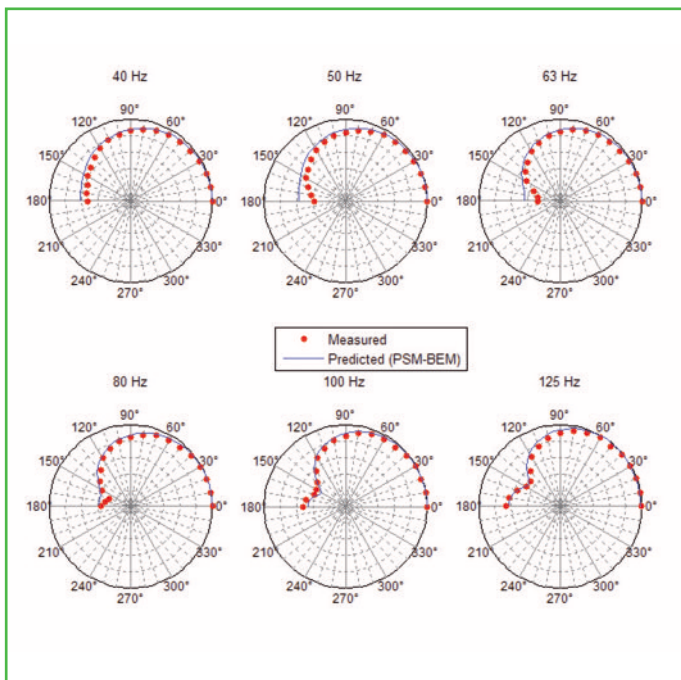 40 Hz 50 Hz 63 Hz
90° 90° 90°
120° 60° 120° 60° 120° 60°
150° 30° 150° 30° 150° 30°
180° 0° 180° 0° 180° 0°
210° 330° 210° 330° 210° 330°
240° 300° 240° 300° 240° 300°
270° 270° 270°
Measured
Predicted (PSM-BEM)
80 Hz 100 Hz 125 Hz
90° 90° 90°
120° 60° 120° 60° 120° 60°
150° 30° 150° 30° 150° 30°
180° 0° 180° 0° 180° 0°
210° 330° 210° 330° 210° 330°
240° 300° 240° 300° 240° 300°
270° 270° 270°